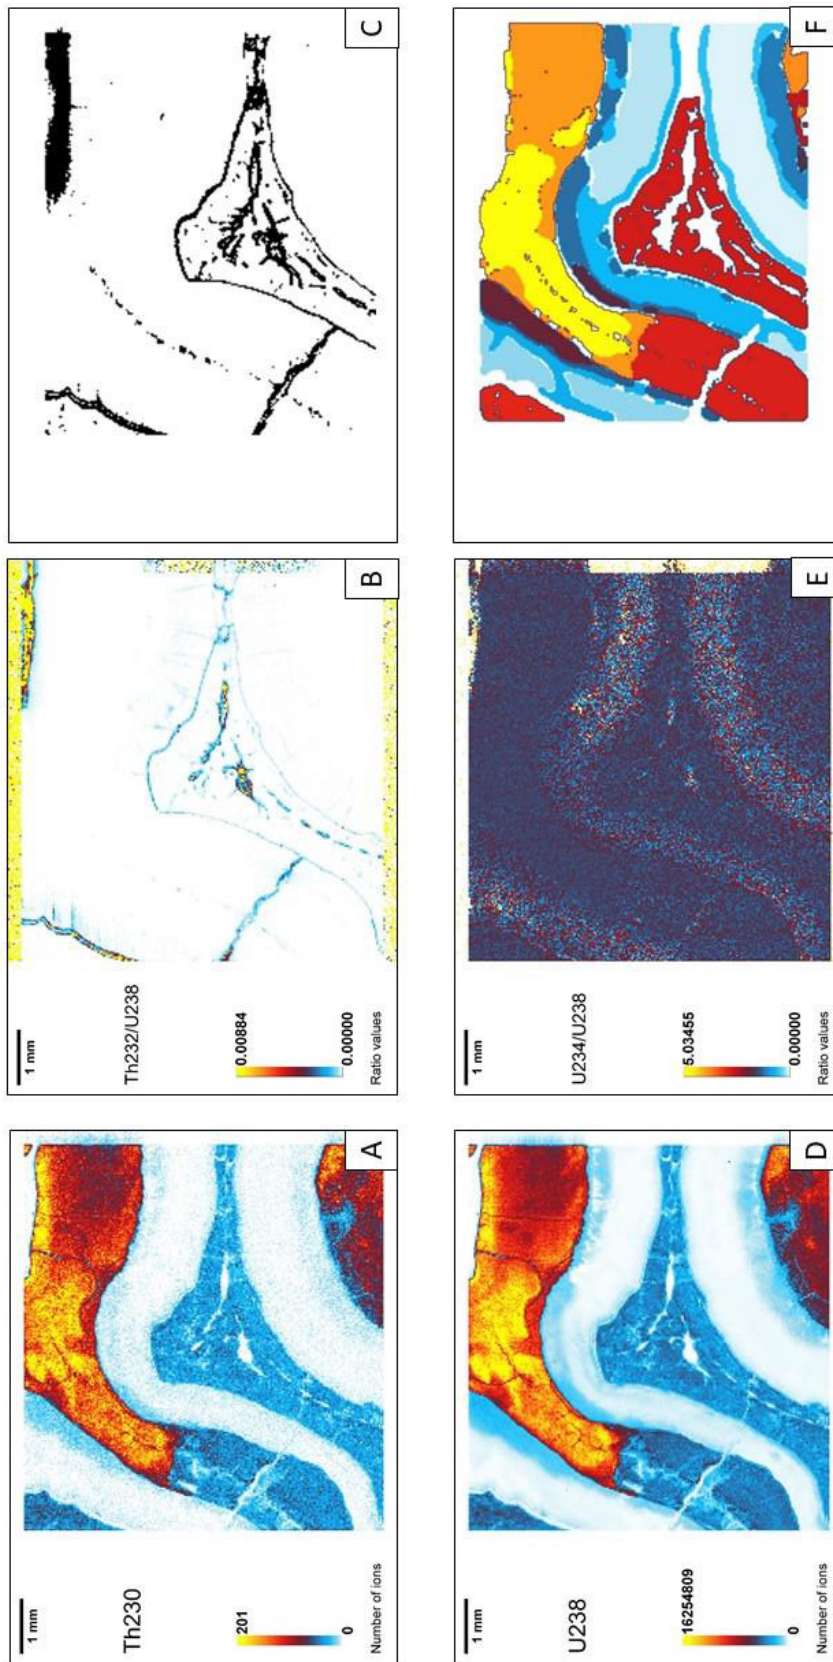 1 mm
Th230
201
0
Number of ions
A
1 mm
Th232/U238
0.00884
0.00000
Ratio values
B
C
1 mm
U238
16254809
0
Number of ions
D
1 mm
U234/U238
5.03455
0.00000
Ratio values
E
F